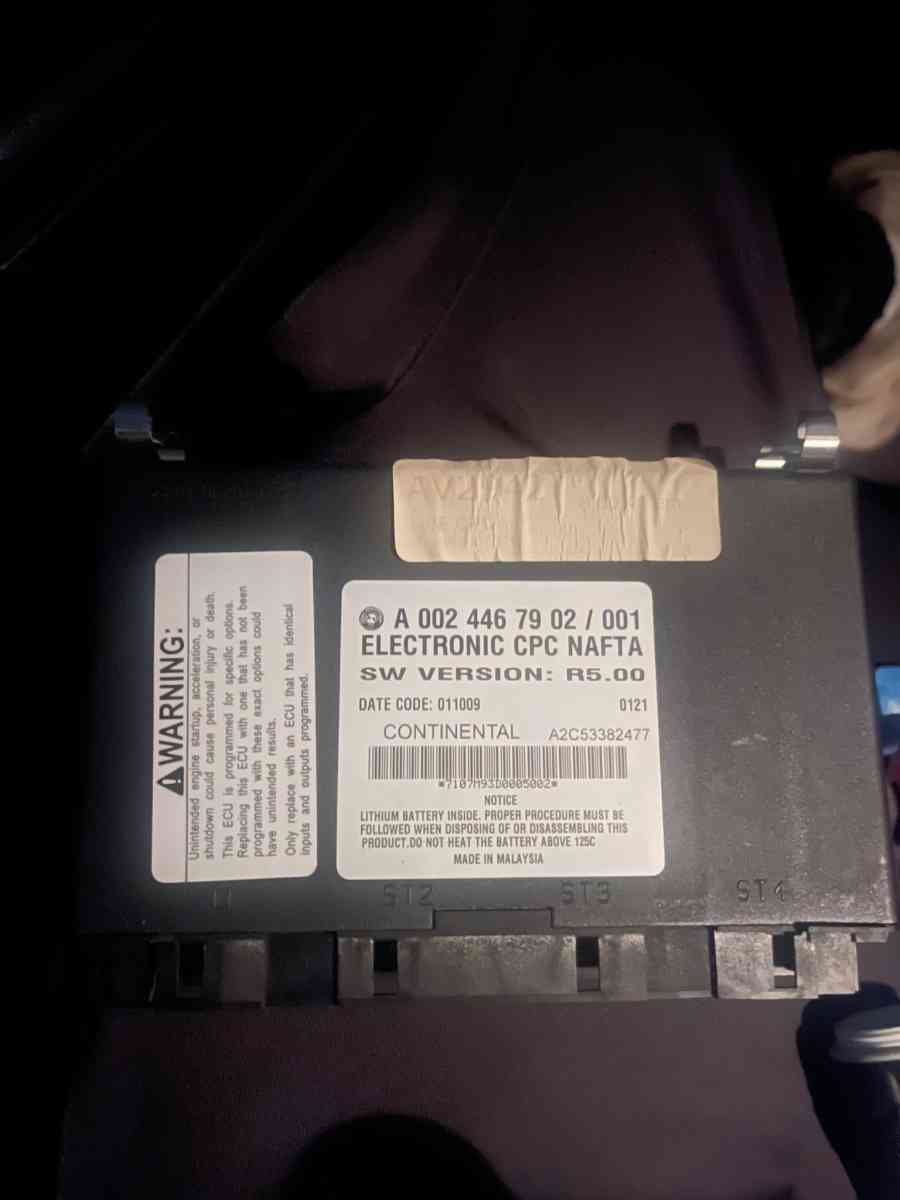 ⚠WARNING:
Unintended engine startup, acceleration, or
shutdown could cause personal injury or death.
This ECU is programmed for specific options.
Replacing this ECU with one that has not been
programmed with these exact options could
have unintended results.
Only replace with an ECU that has identical
inputs and outputs programmed.
A 002 446 79 02 / 001
ELECTRONIC CPC NAFTA
SW VERSION: R5.00
DATE CODE: 011009 0121
CONTINENTAL A2C53382477
*7107M93D0005002*
NOTICE
LITHIUM BATTERY INSIDE. PROPER PROCEDURE MUST BE
FOLLOWED WHEN DISPOSING OF OR DISASSEMBLING THIS
PRODUCT.DO NOT HEAT THE BATTERY ABOVE 125C
MADE IN MALAYSIA
ST2 ST3 ST4